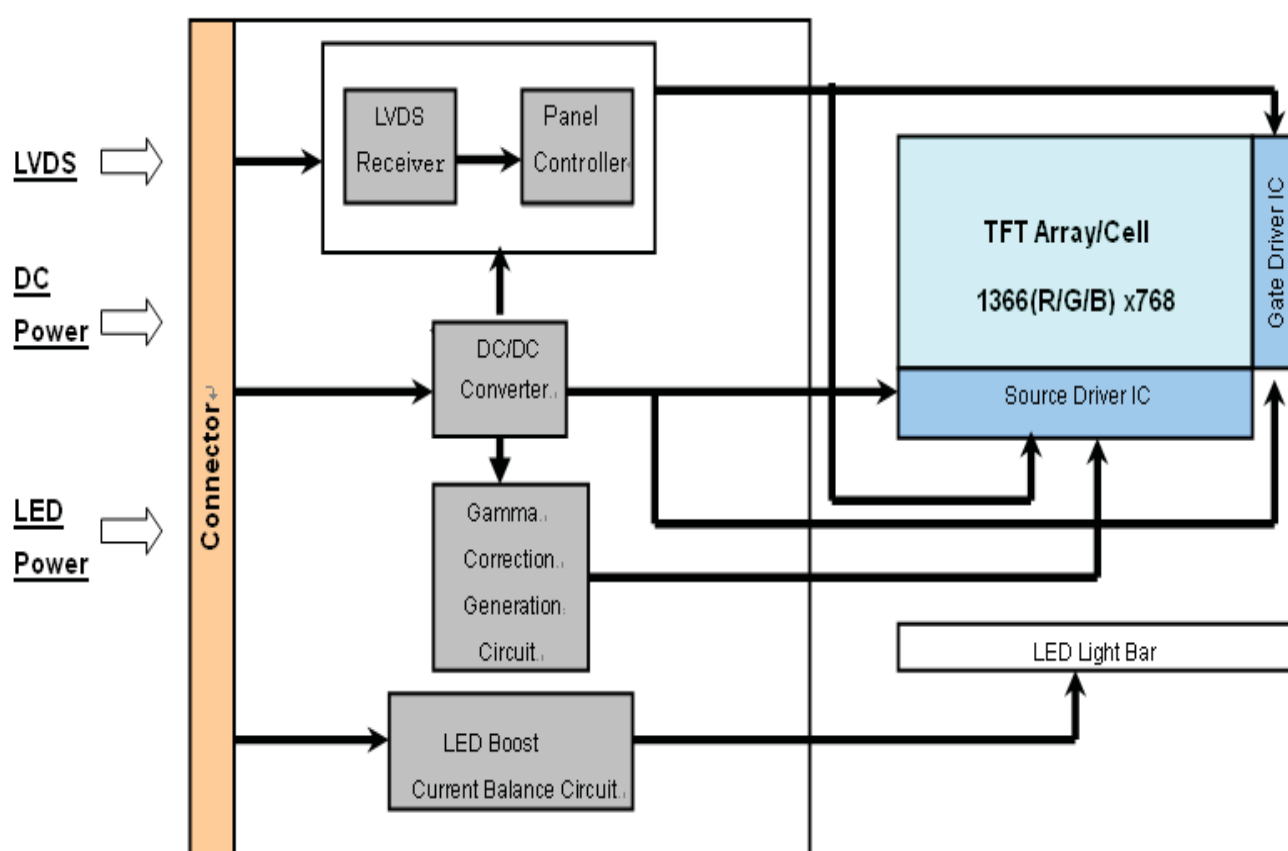 LVDS
DC
Power
LED
Power
Connector
LVDS
Receiver
Panel
Controller
DC/DC
Converter
Gamma
Correction
Generation
Circuit
LED Boost
Current Balance Circuit
TFT Array/Cell
1366(R/G/B) x768
Gate Driver IC
Source Driver IC
LED Light Bar